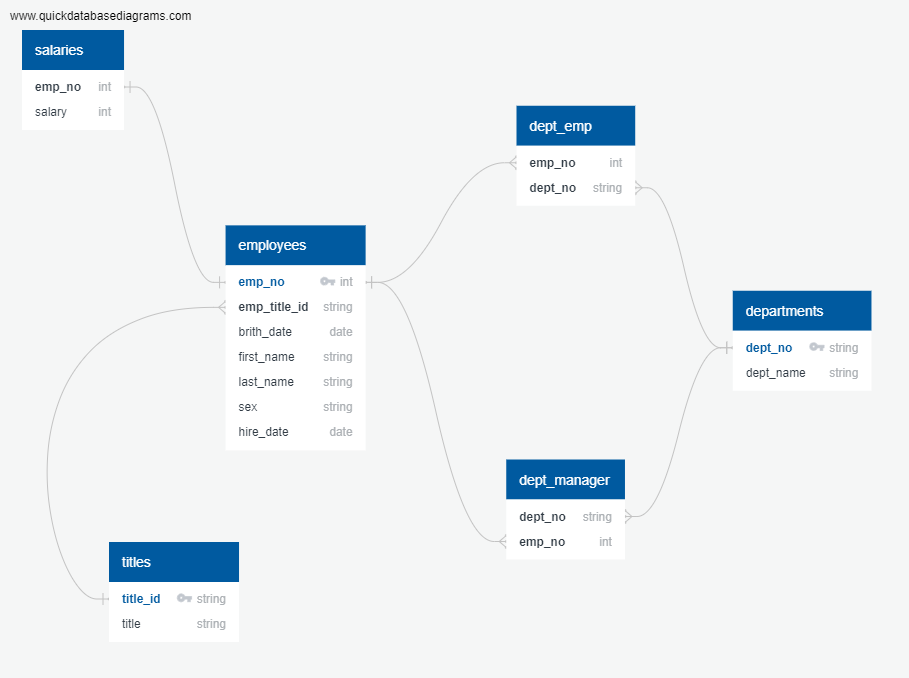 www.quickdatabasediagrams.com
salaries
emp_no int
salary int
dept_emp
emp_no int
dept_no string
employees
emp_no int
emp_title_id string
brith_date date
first_name string
last_name string
sex string
hire_date date
departments
dept_no string
dept_name string
dept_manager
dept_no string
emp_no int
titles
title_id string
title string